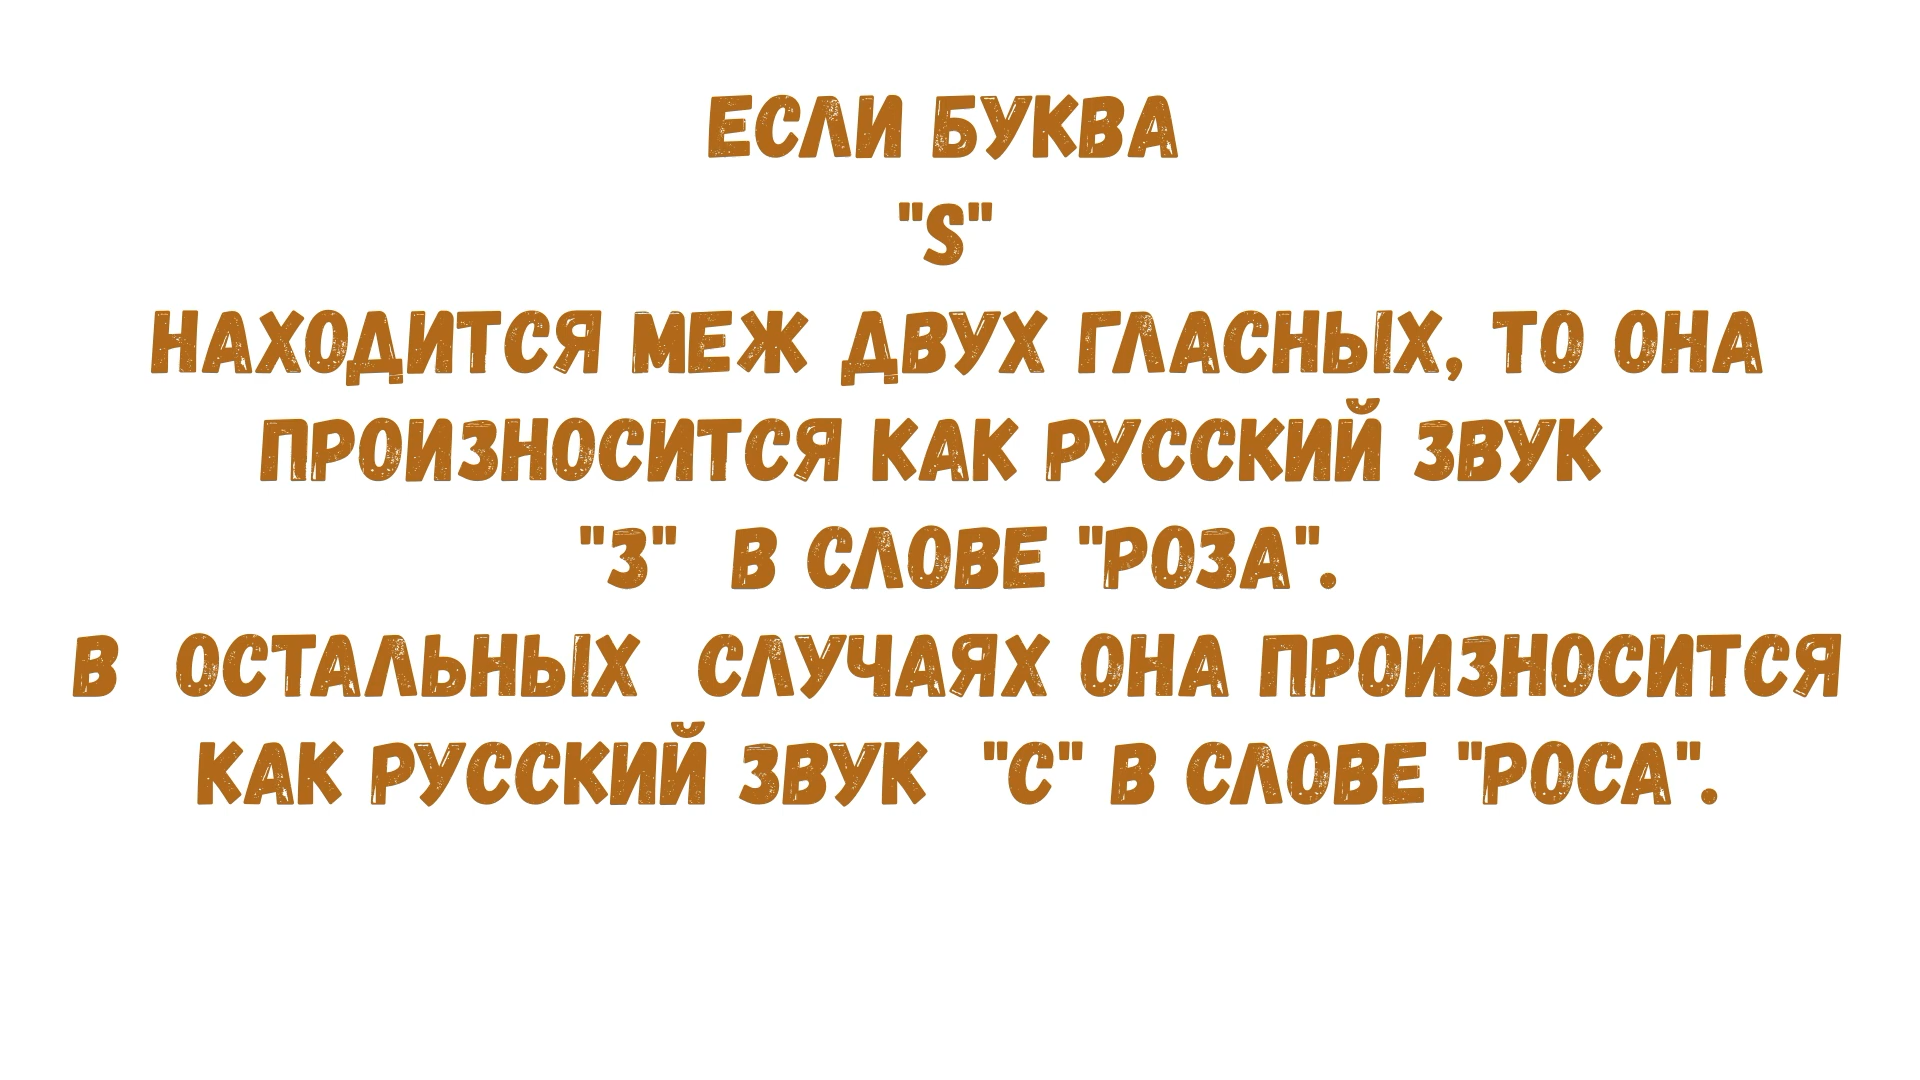 ЕСЛИ БУКВА
"S"
НАХОДИТСЯ МЕЖ ДВУХ ГЛАСНЫХ, ТО ОНА
ПРОИЗНОСИТСЯ КАК РУССКИЙ ЗВУК
"З" В СЛОВЕ "РОЗА".
В ОСТАЛЬНЫХ СЛУЧАЯХ ОНА ПРОИЗНОСИТСЯ
КАК РУССКИЙ ЗВУК "С" В СЛОВЕ "РОСА".